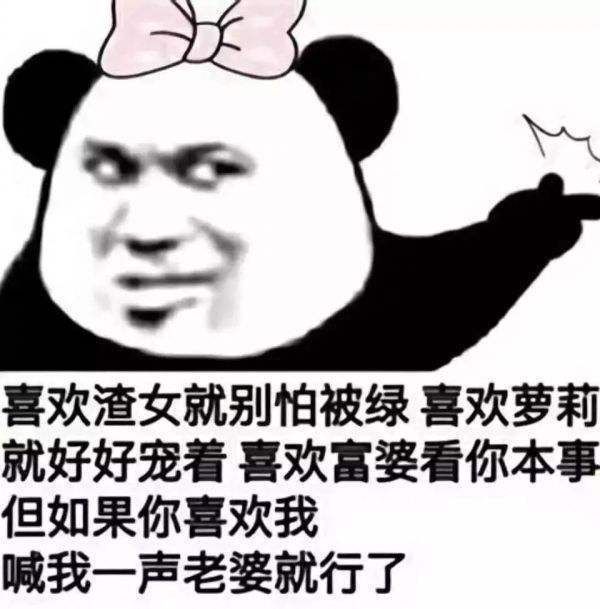 喜欢渣女就别怕被绿 喜欢萝莉
就好好宠着 喜欢富婆看你本事
但如果你喜欢我
喊我一声老婆就行了